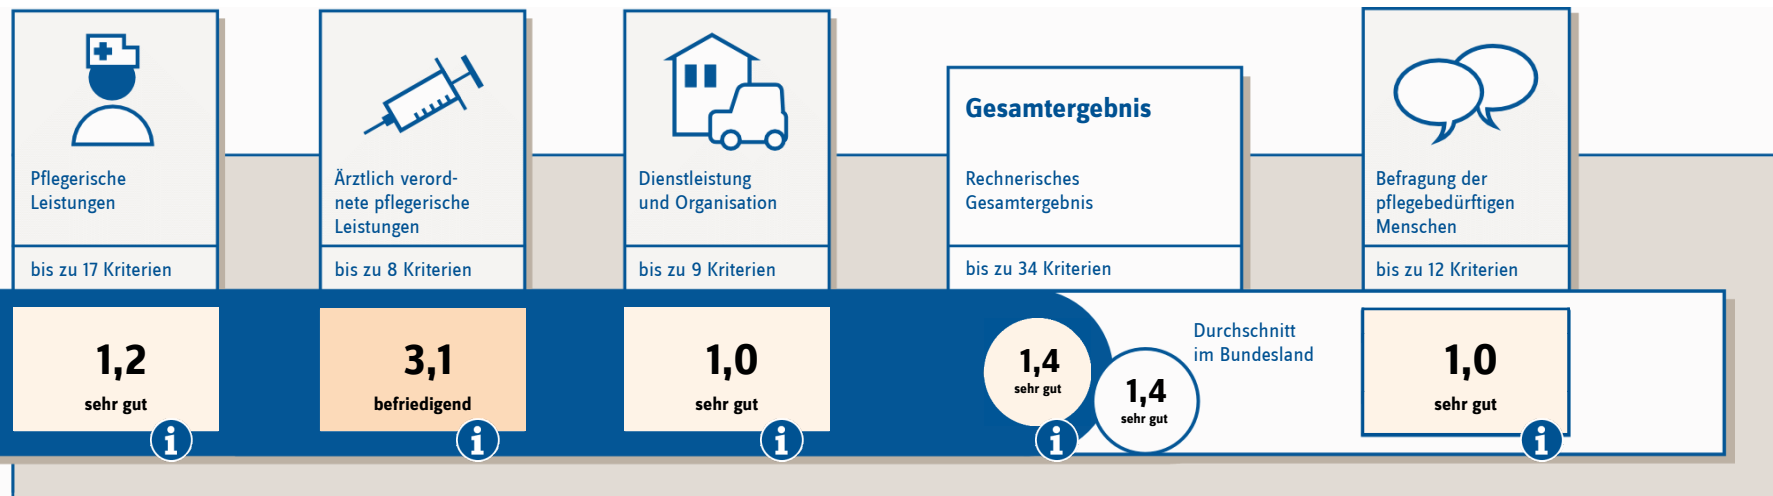 Pflegerische
Leistungen
bis zu 17 Kriterien
1,2
sehr gut
Ärztlich verord-
nete pflegerische
Leistungen
bis zu 8 Kriterien
3,1
befriedigend
Dienstleistung
und Organisation
bis zu 9 Kriterien
1,0
sehr gut
Gesamtergebnis
Rechnerisches
Gesamtergebnis
bis zu 34 Kriterien
1,4
sehr gut
Durchschnitt
im Bundesland
1,4
sehr gut
Befragung der
pflegebedürftigen
Menschen
bis zu 12 Kriterien
1,0
sehr gut